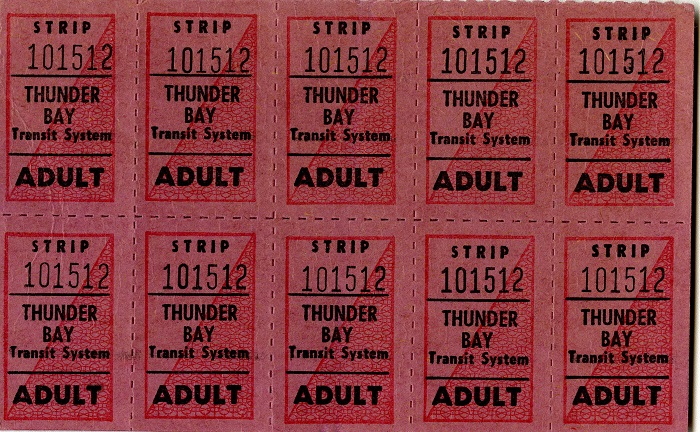 STRIP STRIP STRIP STRIP STRIP
101512 101512 101512 101512 101512
THUNDER THUNDER THUNDER THUNDER THUNDER
BAY BAY BAY BAY BAY
Transit System Transit System Transit System Transit System Transit System
ADULT ADULT ADULT ADULT ADULT
STRIP STRIP STRIP STRIP STRIP
101512 101512 101512 101512 101512
THUNDER THUNDER THUNDER THUNDER THUNDER
BAY BAY BAY BAY BAY
Transit System Transit System Transit System Transit System Transit System
ADULT ADULT ADULT ADULT ADULT